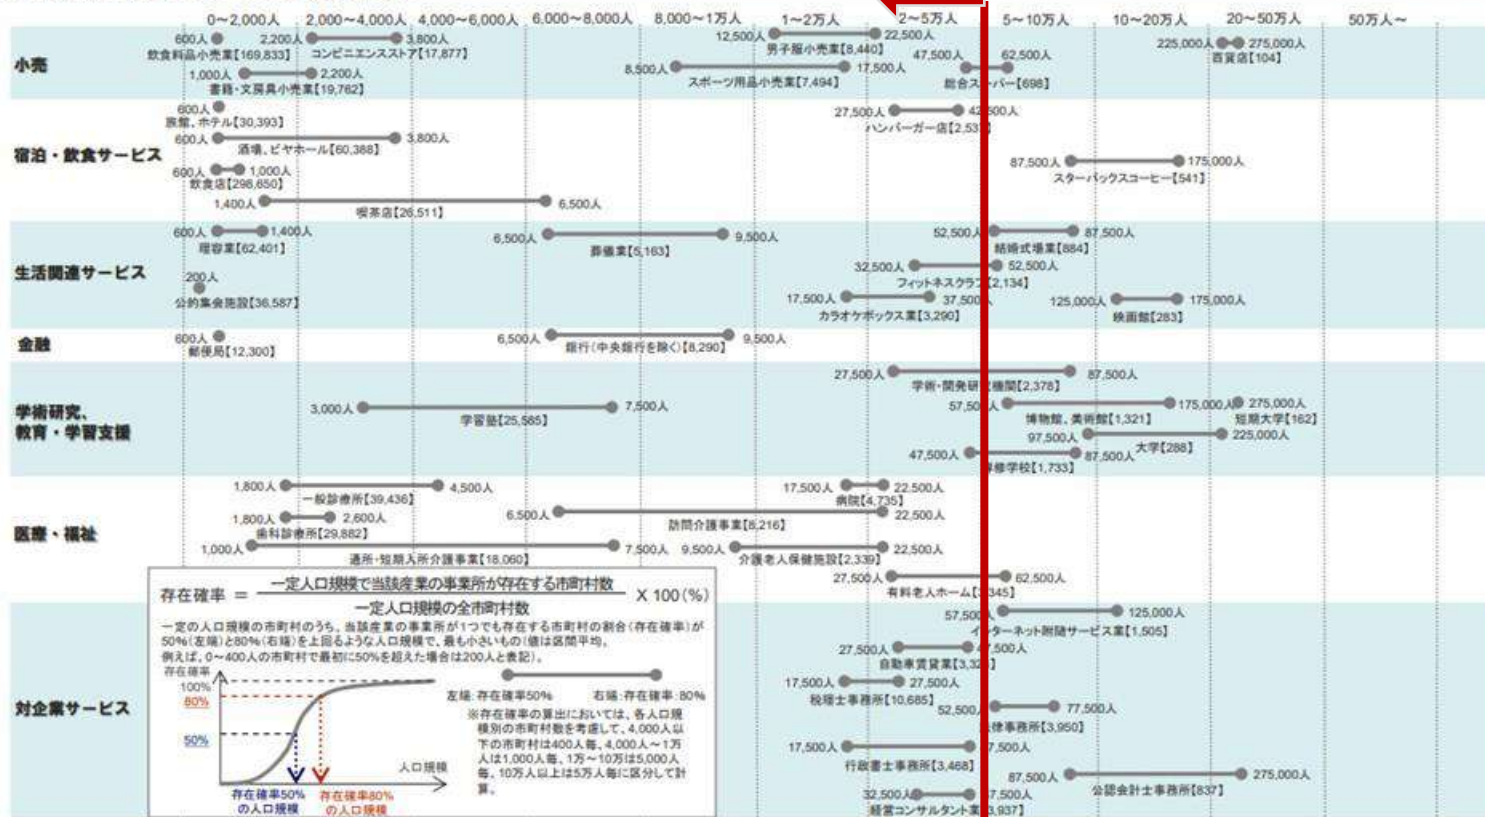 0～2,000人 2,000～4,000人 4,000～6,000人 6,000～8,000人 8,000～1万人 1～2万人 2～5万人 5～10万人 10～20万人 20～50万人 50万人～
小売
600人 2,200人 3,800人 12,500人 22,500人 225,000人 275,000人
飲食料品小売業【169,833】 コンビニエンスストア【17,877】 男子服小売業【8,440】 47,500人 62,500人 百貨店【104】
1,000人 2,200人 8,500人 17,500人
書籍・文房具小売業【19,762】 スポーツ用品小売業【7,494】 総合ス ーパー【698】
宿泊・飲食サービス
600人 27,500人
旅館、ホテル【30,393】 ハンバーガー店【2,53
600人 3,800人
酒場、ビヤホール【60,388】
87,500人 175,000人
スターバックスコーヒー【541】
600人 1,000人
飲食店【298,650】
1,400人 6,500人
喫茶店【26,511】
生活関連サービス
600人 1,400人 6,500人 9,500人 52,500人 87,500人
理容業【62,401】 葬儀業【5,163】 結婚式場業【884】
32,500人 52,500人
フィットネスクラブ【2,134】
200人
公的集会施設【36,587】
17,500人 37,500人 125,000人 175,000人
カラオケボックス業【3,290】 映画館【283】
金融
600人 6,500人 9,500人
郵便局【12,300】 銀行(中央銀行を除く)【8,290】
学術研究、
教育・学習支援
27,500人 87,500人
学術・開発研究機関【2,378】
3,000人 7,500人 57,50 175,000人 275,000人
学習塾【25,585】 博物館、美術館【1,321】 短期大学【162】
97,500人 225,000人
大学【288】
47,500人 87,500人
修学校【1,733】
医療・福祉
1,800人 4,500人 17,500人 22,500人
一般診療所【39,436】 病院【4,735】
1,800人 2,600人 6,500人 22,500人
歯科診療所【29,882】 訪問介護事業【8,216】
1,000人 7,500人 9,500人 22,500人
通所・短期入所介護事業【18,060】 介護老人保健施設【2,339】
27,500人 62,500人
有料老人ホーム【 345】
対企業サービス
57,500 125,000人
インターネット附随サービス業【1,505】
27,500人 7,500人
自動車賃貸業【3,32
17,500人 27,500人
税理士事務所【10,685】
52,500 77,500人
律事務所【3,950】
17,500人 7,500人
行政書士事務所【3,468】
87,500人 275,000人
公認会計士事務所【837】
32,500人 7,500人
経営コンサルタント業 3,937】
存在確率 = 一定人口規模で当該産業の事業所が存在する市町村数 X 100(%)
一定人口規模の全市町村数
一定の人口規模の市町村のうち、当該産業の事業所が1つでも存在する市町村の割合(存在確率)が
50%(左端)と80%(右端)を上回るような人口規模で、最も小さいもの(値は区間平均。
例えば、0～400人の市町村で最初に50%を超えた場合は200人と表記)。
存在確率
100%
80%
50%
人口規模
存在確率50%
の人口規模
存在確率80%
の人口規模
左端:存在確率50% 右端:存在確率:80%
※存在確率の算出においては、各人口規
模別の市町村数を考慮して、4,000人以
下の市町村は400人毎、4,000人～1万
人は1,000人毎、1万～10万は5,000人
毎、10万人以上は5万人毎に区分して計
算。